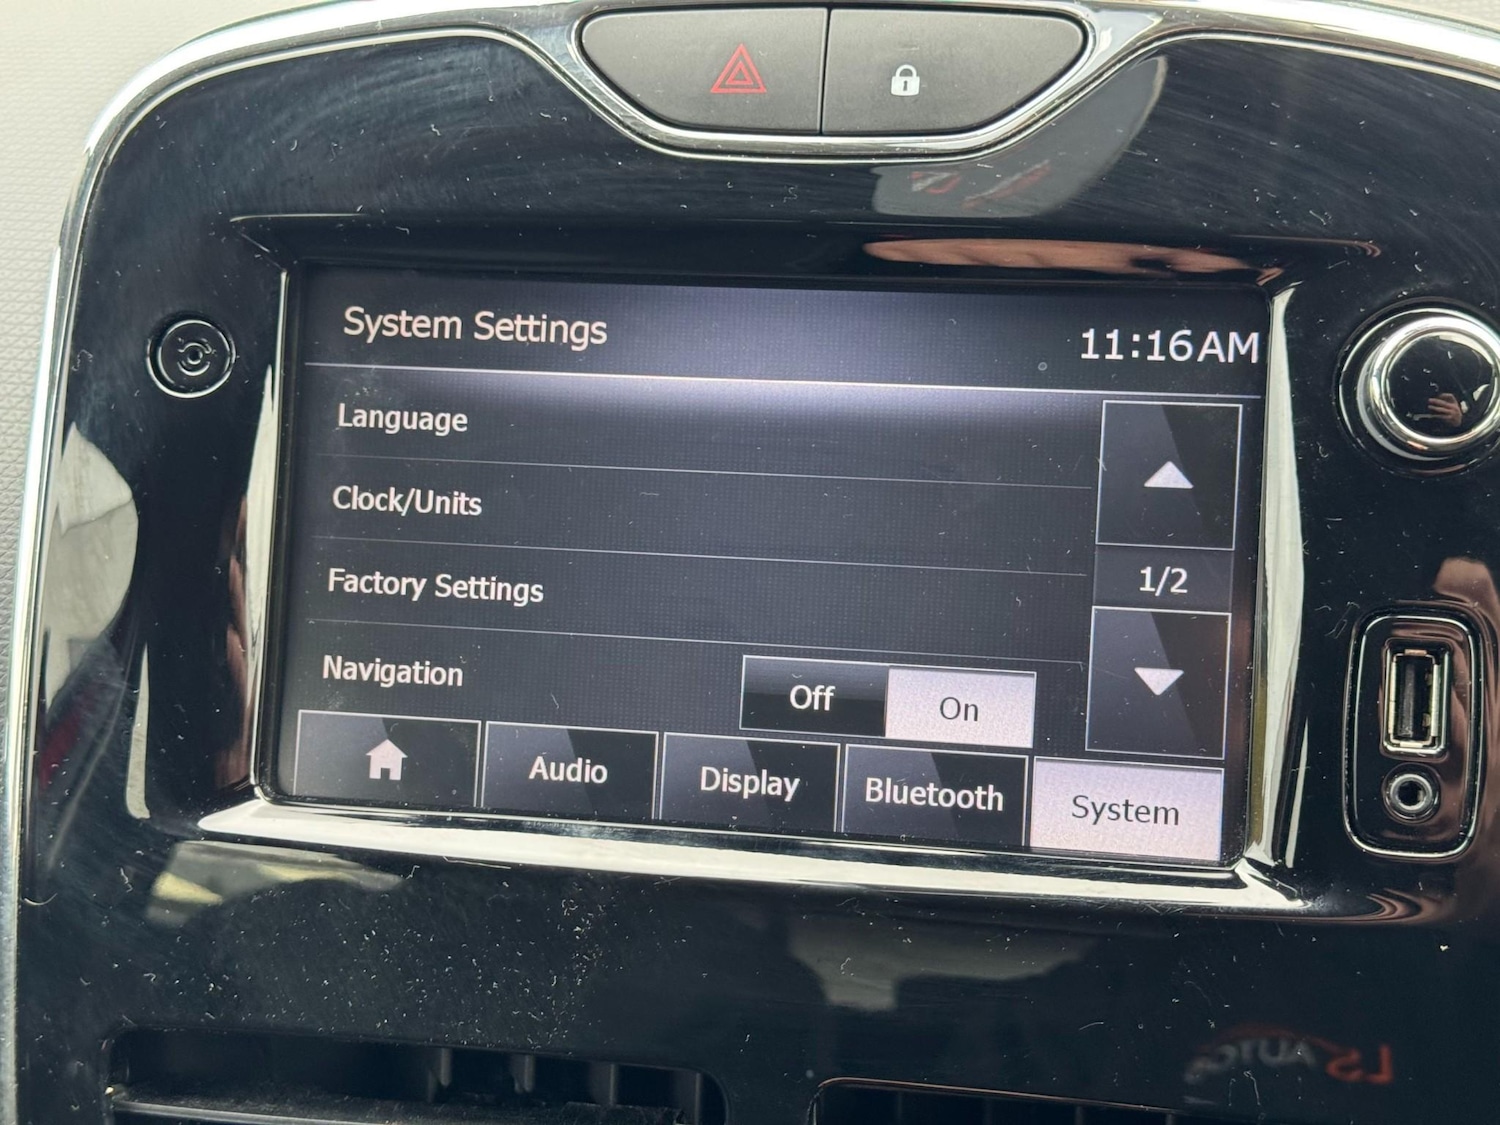 System Settings
11:16AM
Language
Clock/Units
Factory Settings
1/2
Navigation
Off
On
Audio
Display
Bluetooth
System